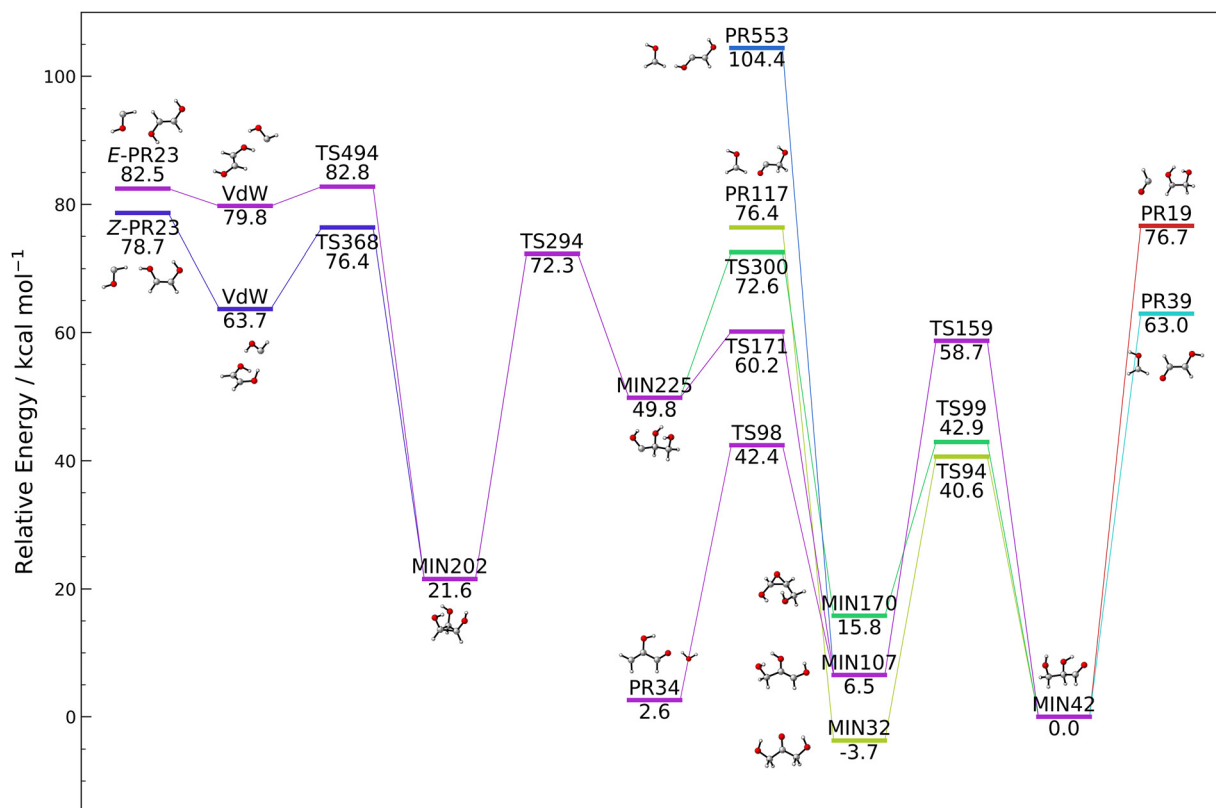 Relative Energy / kcal mol⁻¹
100
80
60
40
20
0
E-PR23
82.5
Z-PR23
78.7
VdW
79.8
VdW
63.7
TS494
82.8
TS368
76.4
MIN202
21.6
TS294
72.3
MIN225
49.8
PR34
2.6
PR553
104.4
PR117
76.4
TS300
72.6
TS171
60.2
TS98
42.4
MIN170
15.8
MIN107
6.5
MIN32
-3.7
TS159
58.7
TS99
42.9
TS94
40.6
MIN42
0.0
PR19
76.7
PR39
63.0